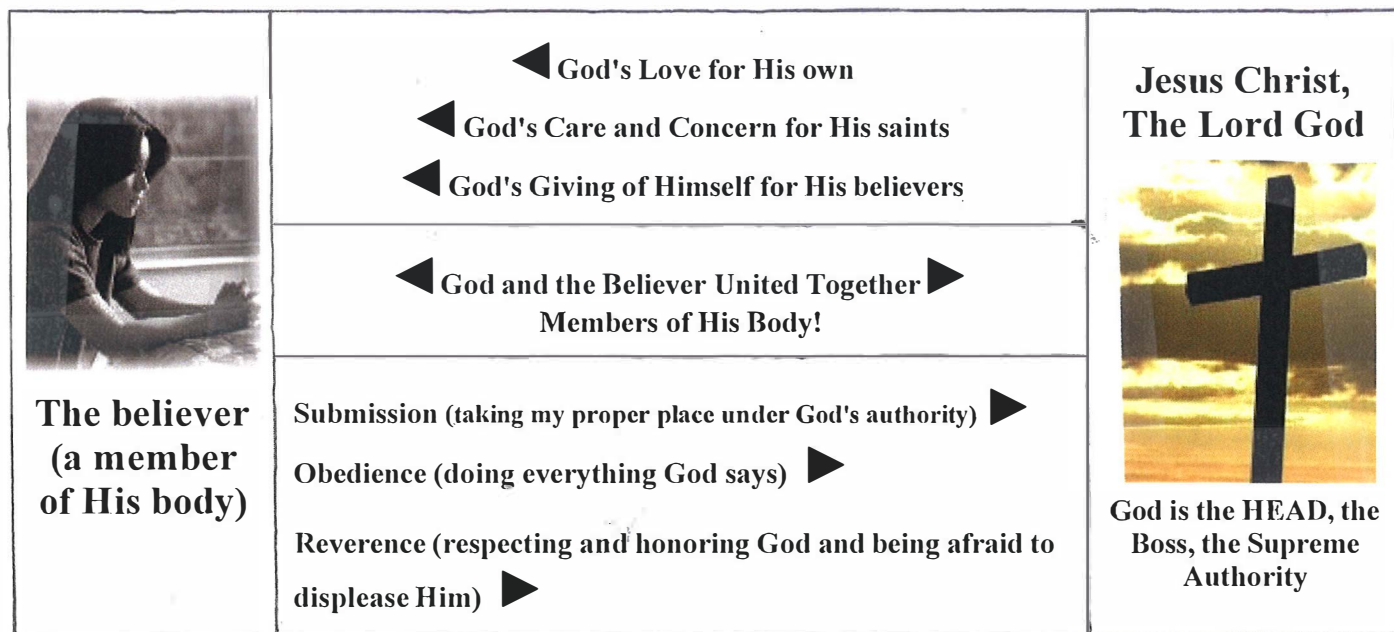 The believer
(a member
of His body)
◀ God's Love for His own
◀ God's Care and Concern for His saints
◀ God's Giving of Himself for His believers
◀ God and the Believer United Together ▶
Members of His Body!
Submission (taking my proper place under God's authority) ▶
Obedience (doing everything God says) ▶
Reverence (respecting and honoring God and being afraid to
displease Him) ▶
Jesus Christ,
The Lord God
God is the HEAD, the
Boss, the Supreme
Authority